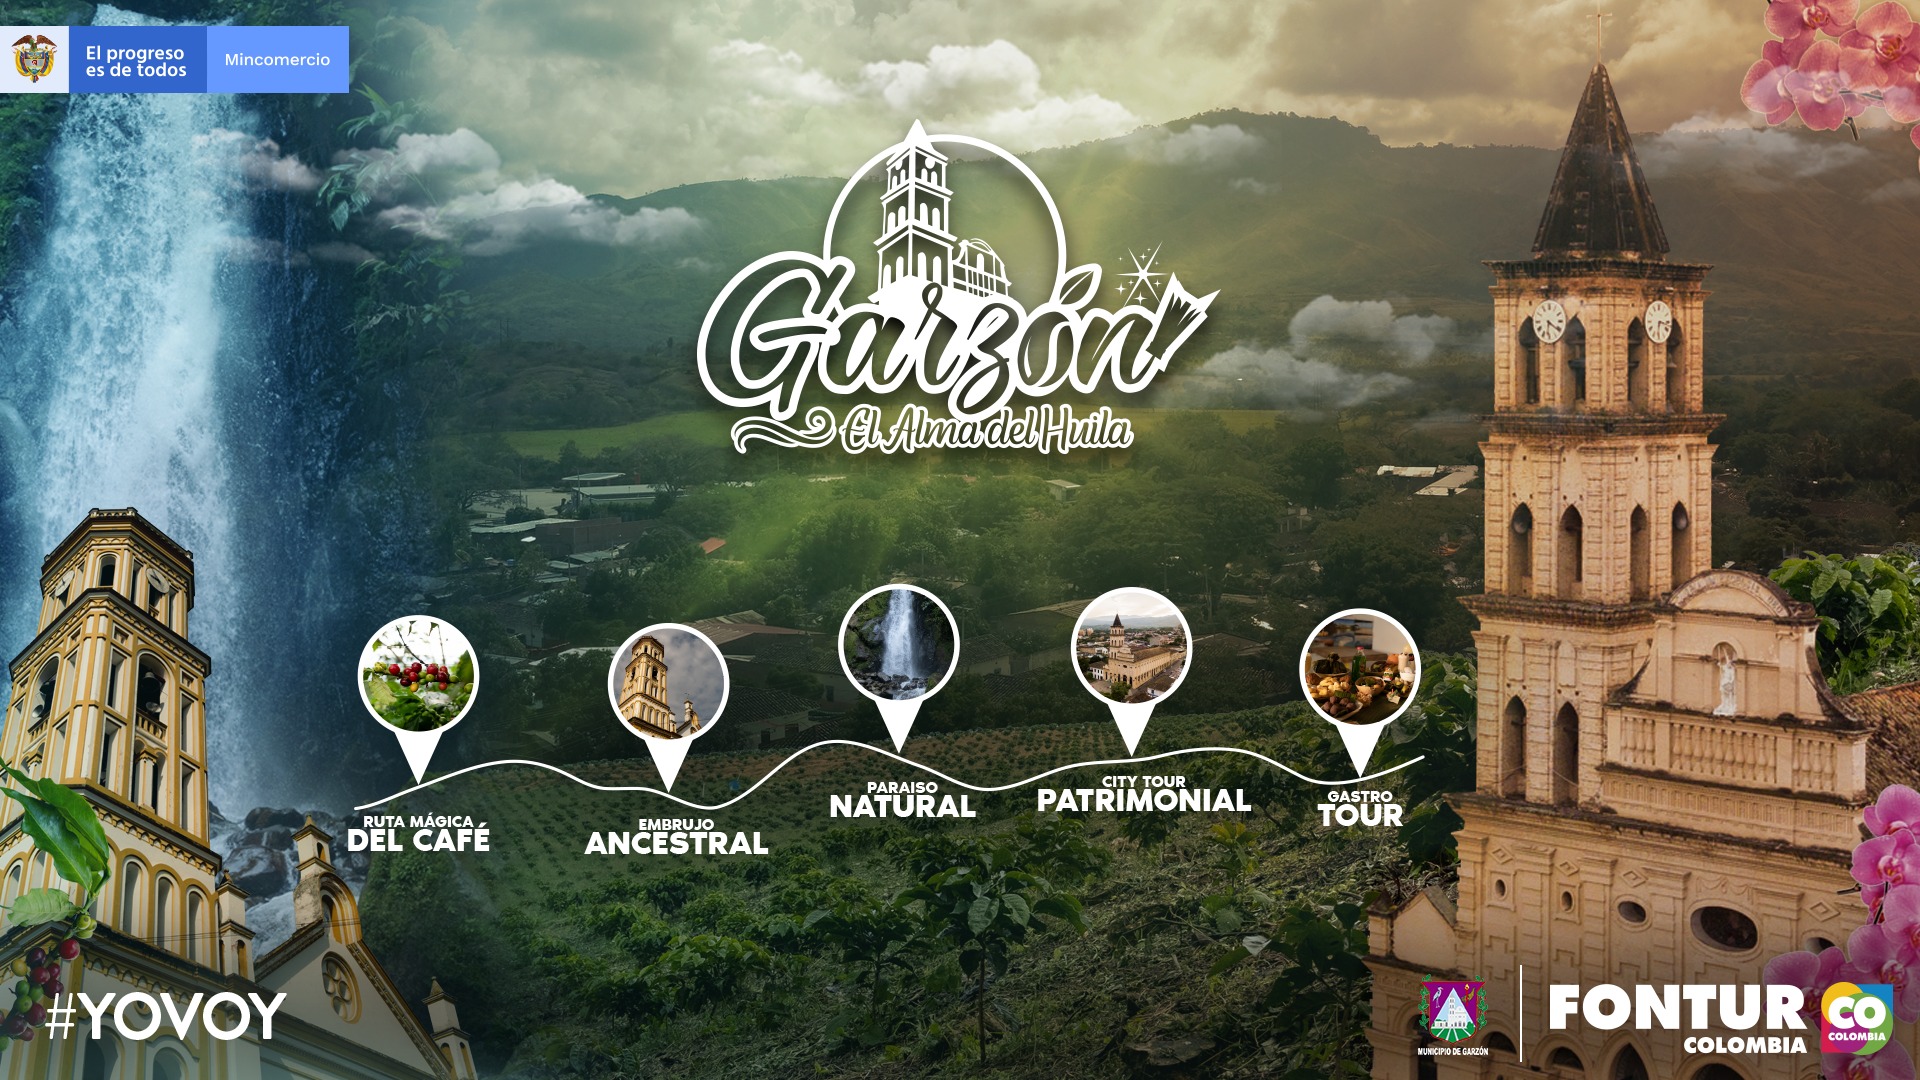 El progreso
es de todos
Mincomercio
Garzón
El Alma del Huila
RUTA MÁGICA
DEL CAFÉ
EMBRUJO
ANCESTRAL
PARAISO
NATURAL
CITY TOUR
PATRIMONIAL
GASTRO
TOUR
#YOVOY
MUNICIPIO DE GARZÓN
FONTUR
COLOMBIA
CO
COLOMBIA